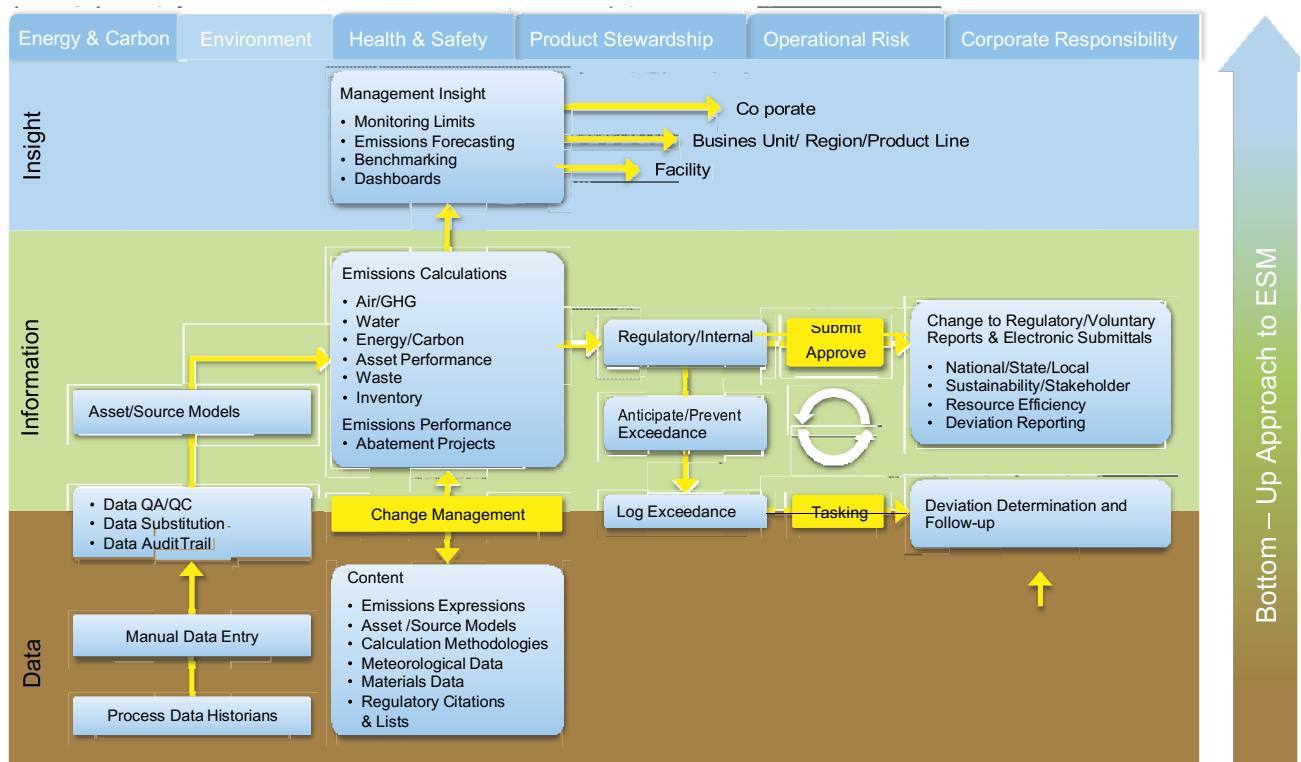 Energy & Carbon
Environment
Health & Safety
Product Stewardship
Operational Risk
Corporate Responsibility
Insight
Management Insight
• Monitoring Limits
• Emissions Forecasting
• Benchmarking
• Dashboards
Co porate
Busines Unit/ Region/Product Line
Facility
Information
Emissions Calculations
• Air/GHG
• Water
• Energy/Carbon
• Asset Performance
• Waste
• Inventory
Emissions Performance
• Abatement Projects
Asset/Source Models
• Data QA/QC
• Data Substitution
• Data AuditTrail
Regulatory/Internal
Submit
Approve
Change to Regulatory/Voluntary
Reports & Electronic Submittals
• National/State/Local
• Sustainability/Stakeholder
• Resource Efficiency
• Deviation Reporting
Anticipate/Prevent
Exceedance
Log Exceedance
Tasking
Deviation Determination and
Follow-up
Change Management
Data
Manual Data Entry
Process Data Historians
Content
• Emissions Expressions
• Asset /Source Models
• Calculation Methodologies
• Meteorological Data
• Materials Data
• Regulatory Citations
& Lists
Bottom – Up Approach to ESM